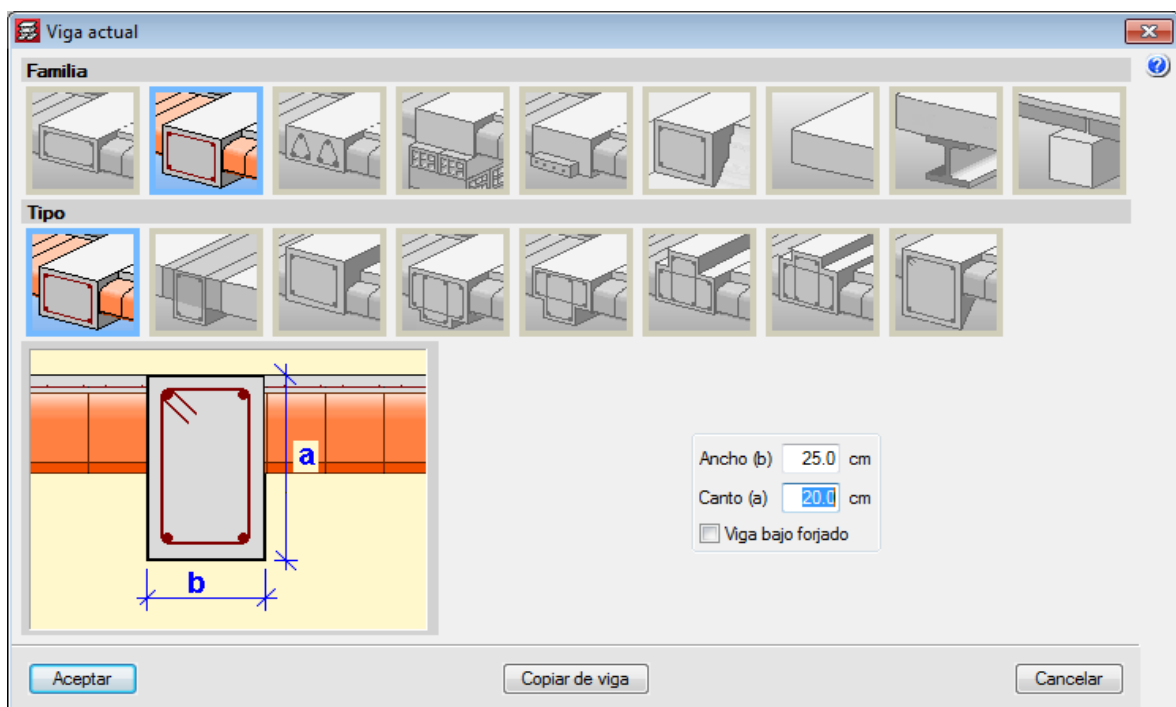 Viga actual
Familia
Tipo
a
b
Ancho (b) 25.0 cm
Canto (a) 20.0 cm
Viga bajo forjado
Aceptar
Copiar de viga
Cancelar